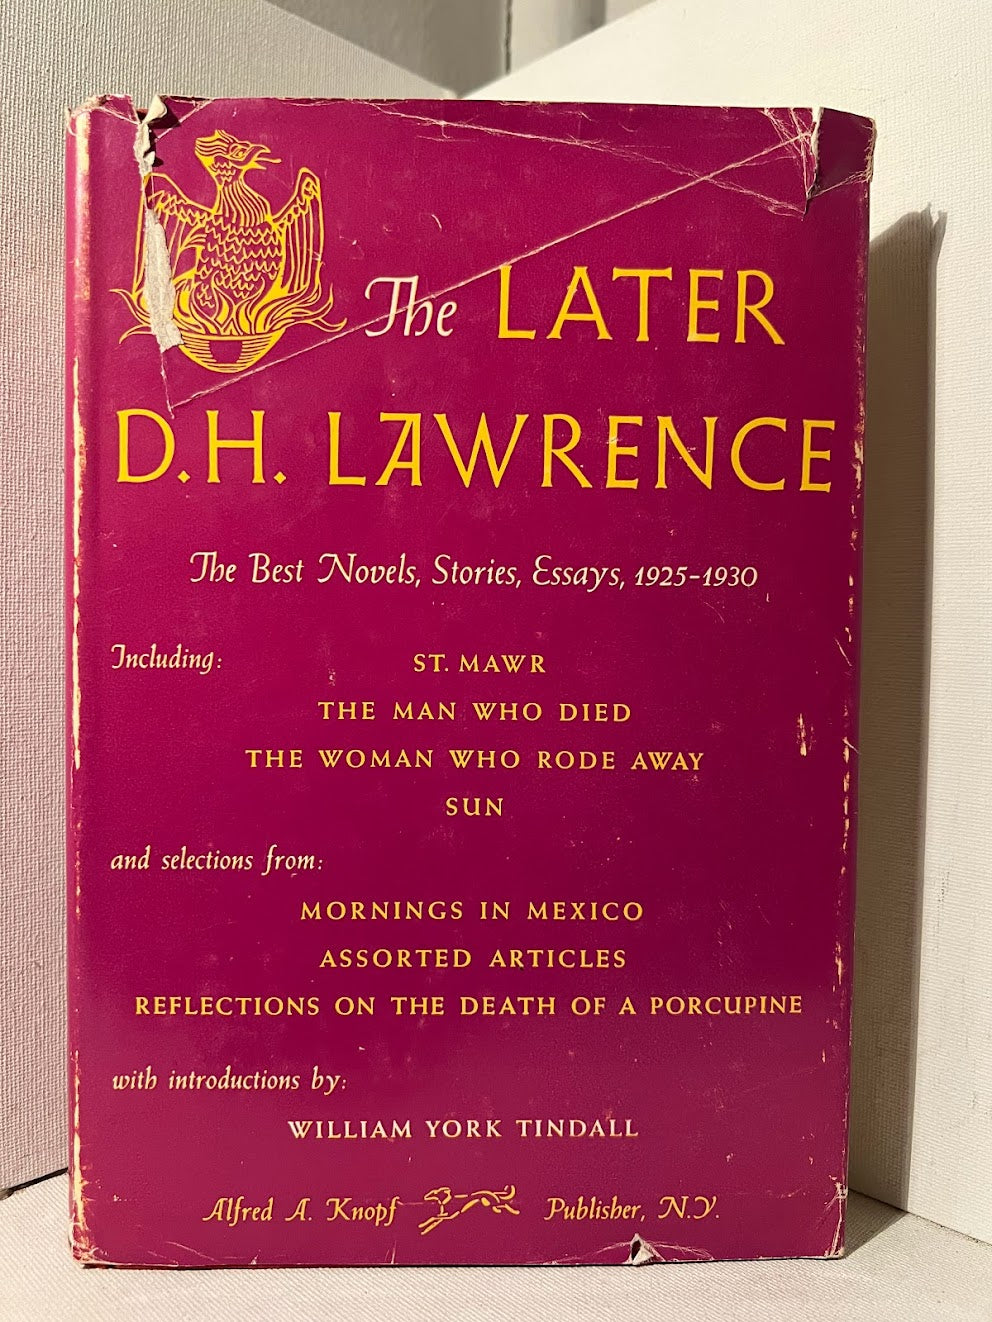 The LATER
D.H. LAWRENCE
The Best Novels, Stories, Essays, 1925-1930
Including: ST. MAWR
THE MAN WHO DIED
THE WOMAN WHO RODE AWAY
SUN
and selections from:
MORNINGS IN MEXICO
ASSORTED ARTICLES
REFLECTIONS ON THE DEATH OF A PORCUPINE
with introductions by:
WILLIAM YORK TINDALL
Alfred A. Knopf Publisher, N.Y.